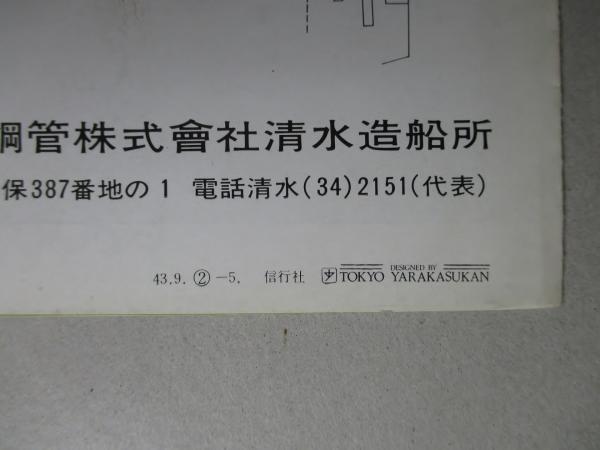 鋼管株式會社清水造船所
保387番地の1 電話清水(34)2151(代表)
43.9. ②-5. 信行社 TOKYO DESIGNED BY YARAKASUKAN